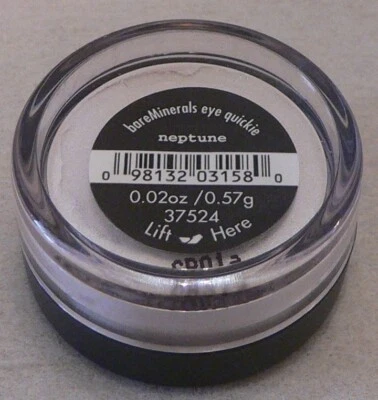 bareMinerals eye quickie
neptune
0 98132 03158 0
0.02oz / 0.57g
37524
Lift Here